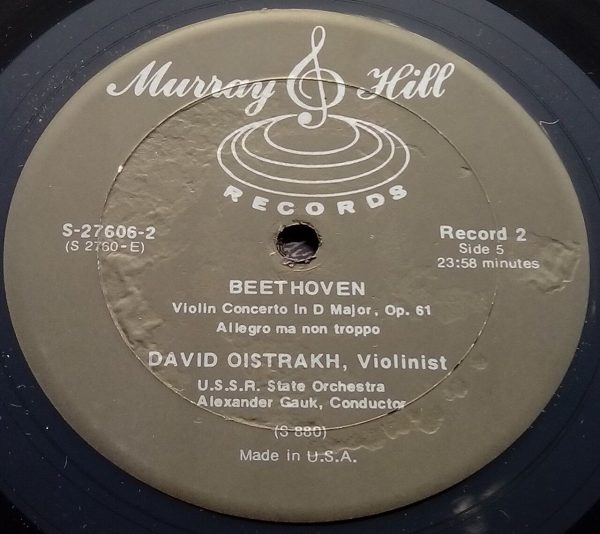 Murray Hill
RECORDS
S-27606-2
(S 2760-E)
Record 2
Side 5
23:58 minutes
BEETHOVEN
Violin Concerto in D Major, Op. 61
Allegro ma non troppo
DAVID OISTRAKH, Violinist
U.S.S.R. State Orchestra
Alexander Gauk, Conductor
(S 880)
Made in U.S.A.